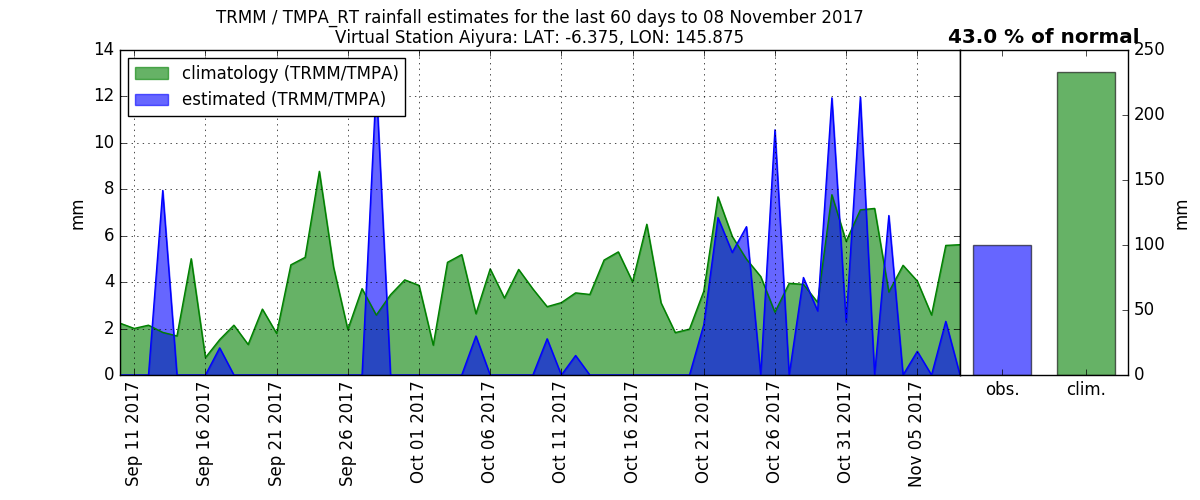 TRMM / TMPA_RT rainfall estimates for the last 60 days to 08 November 2017
Virtual Station Aiyura: LAT: -6.375, LON: 145.875
43.0 % of normal
climatology (TRMM/TMPA)
estimated (TRMM/TMPA)
14
12
10
8
6
4
2
0
mm
Sep 11 2017
Sep 16 2017
Sep 21 2017
Sep 26 2017
Oct 01 2017
Oct 06 2017
Oct 11 2017
Oct 16 2017
Oct 21 2017
Oct 26 2017
Oct 31 2017
Nov 05 2017
obs.
clim.
250
200
150
100
50
0
mm